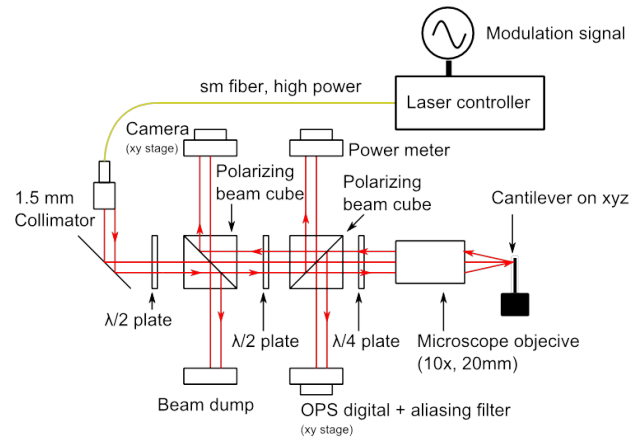 Modulation signal
sm fiber, high power
Laser controller
Camera
(xy stage)
Power meter
Polarizing
beam cube
Polarizing
beam cube
1.5 mm
Collimator
Cantilever on xyz
λ/2 plate
λ/2 plate
λ/4 plate
Microscope objecive
(10x, 20mm)
Beam dump
OPS digital + aliasing filter
(xy stage)